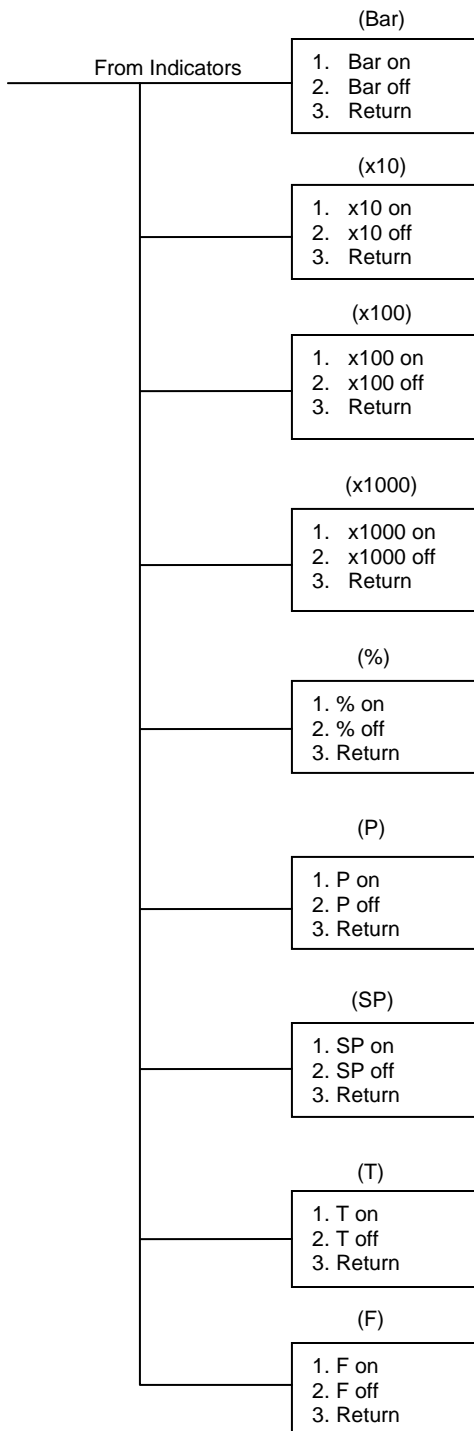 (Bar)
From Indicators
1. Bar on
2. Bar off
3. Return
(x10)
1. x10 on
2. x10 off
3. Return
(x100)
1. x100 on
2. x100 off
3. Return
(x1000)
1. x1000 on
2. x1000 off
3. Return
(%)
1. % on
2. % off
3. Return
(P)
1. P on
2. P off
3. Return
(SP)
1. SP on
2. SP off
3. Return
(T)
1. T on
2. T off
3. Return
(F)
1. F on
2. F off
3. Return